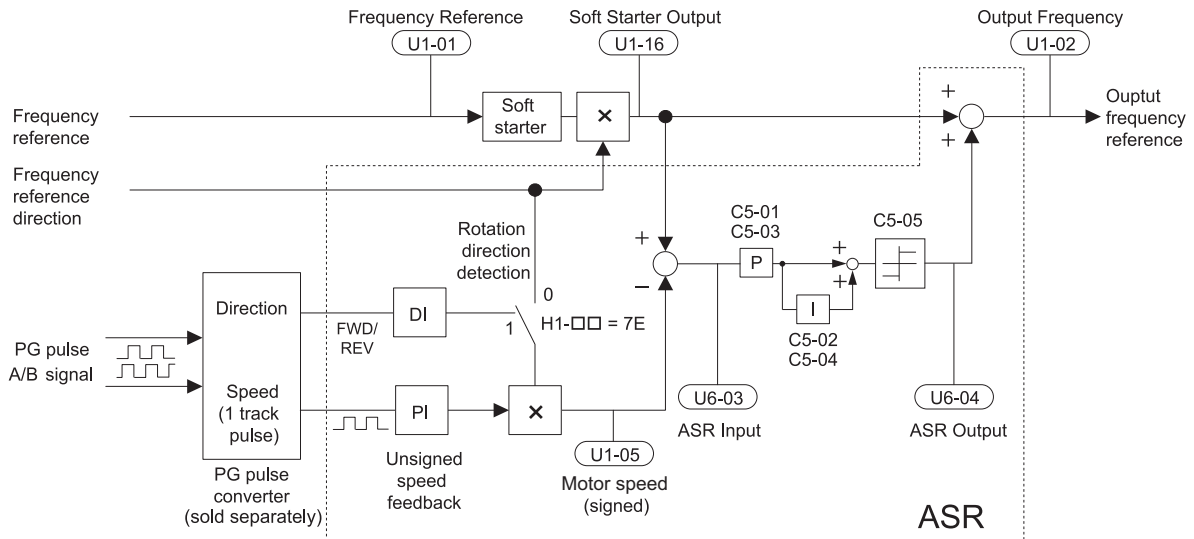 Frequency Reference
U1-01
Soft Starter Output
U1-16
Output Frequency
U1-02
Frequency
reference
Soft
starter
×
+
+
Ouptut
frequency
reference
Frequency
reference
direction
Rotation
direction
detection
C5-01
C5-03
C5-05
+
−
P
+
+
I
C5-02
C5-04
0
1
H1-□□ = 7E
Direction
FWD/
REV
DI
PG pulse
A/B signal
Speed
(1 track
pulse)
PI
×
U6-03
ASR Input
U6-04
ASR Output
U1-05
Motor speed
(signed)
Unsigned
speed
feedback
PG pulse
converter
(sold separately)
ASR